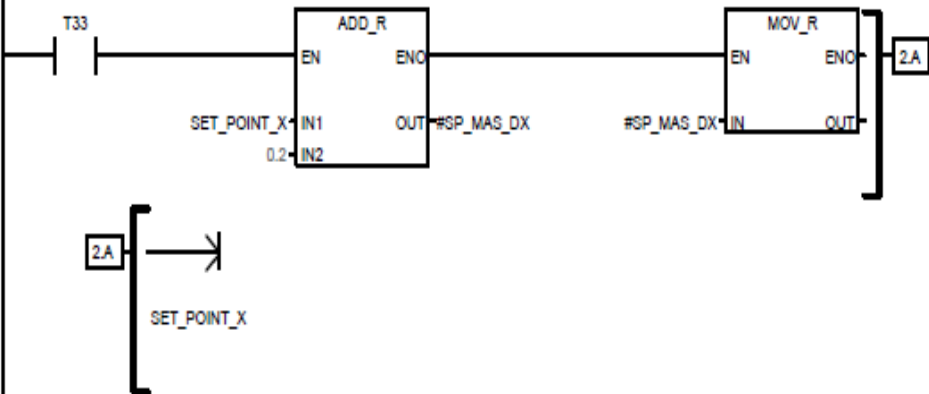 T33
ADD_R
MOV_R
EN ENO
EN ENO
2.A
SET_POINT_X IN1 OUT #SP_MAS_DX
#SP_MAS_DX IN OUT
0.2 IN2
2.A
SET_POINT_X